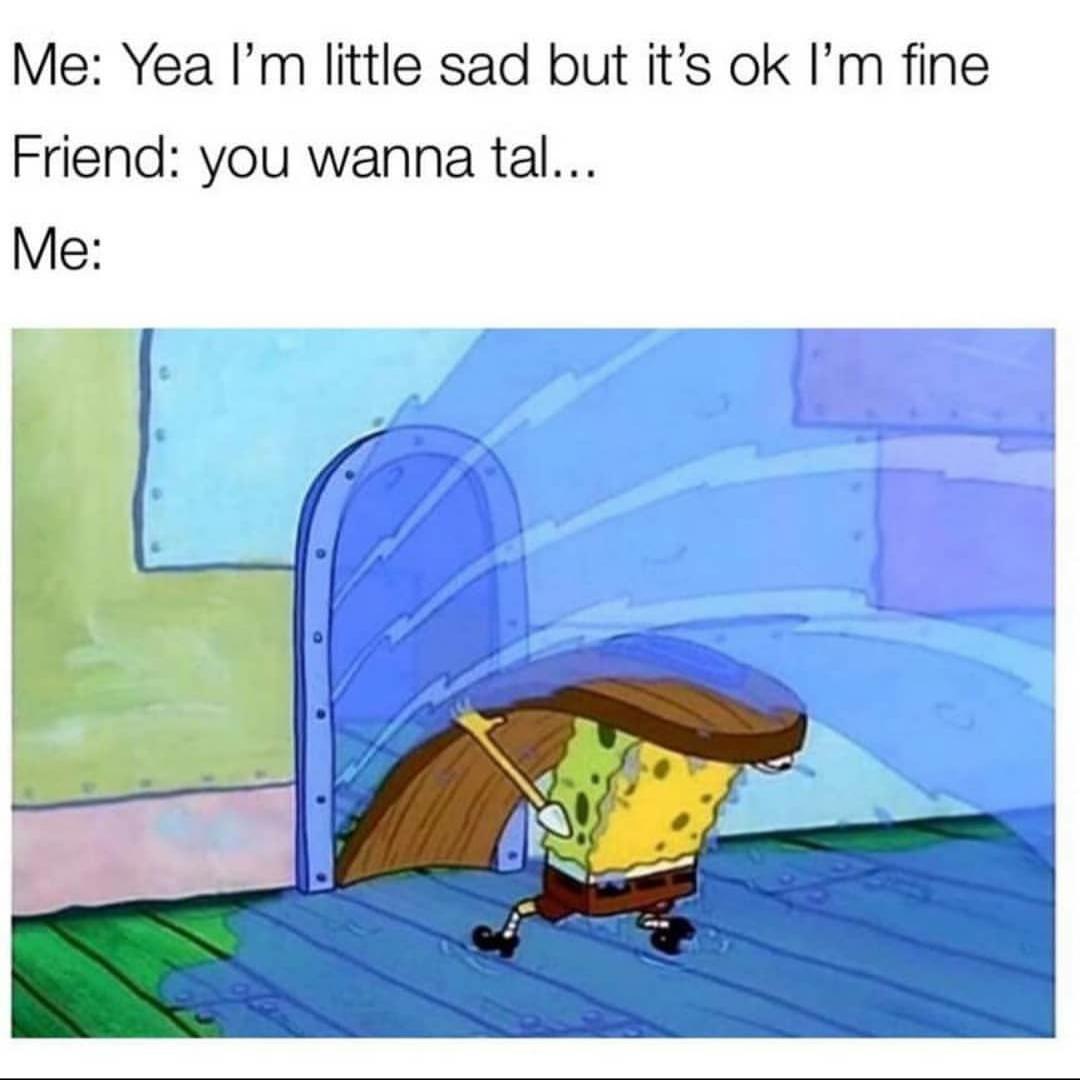 Me: Yea I’m little sad but it’s ok I’m fine
Friend: you wanna tal...
Me: